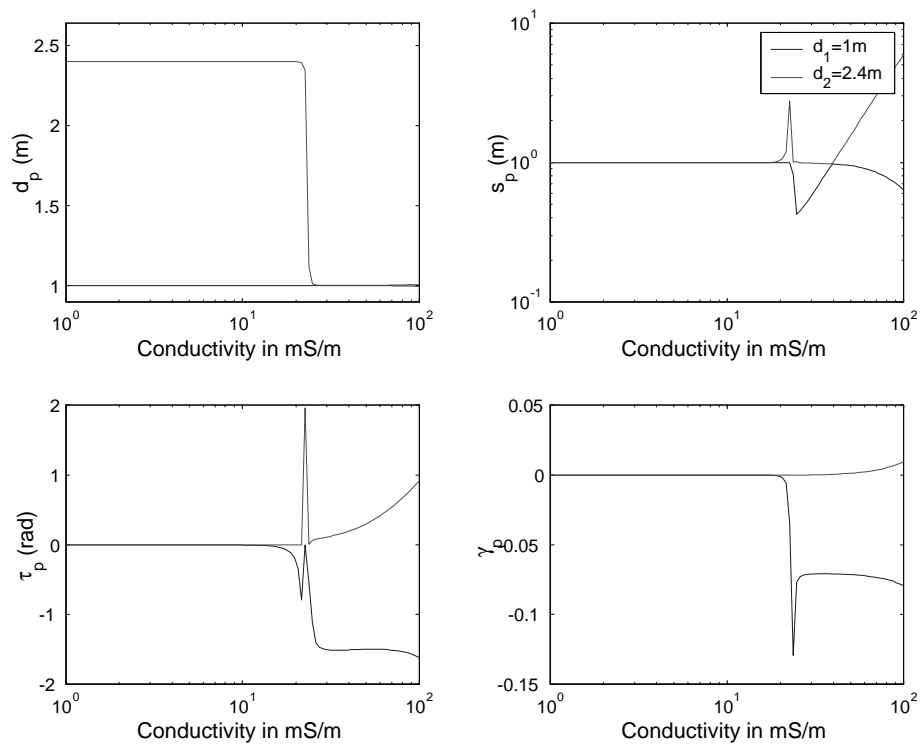 2.5
2
1.5
1
d_p (m)
10^0
10^1
10^2
Conductivity in mS/m
10^1
10^0
10^-1
s_p (m)
d_1=1m
d_2=2.4m
10^0
10^1
10^2
Conductivity in mS/m
2
1
0
-1
-2
τ_p (rad)
10^0
10^1
10^2
Conductivity in mS/m
0.05
0
-0.05
-0.1
-0.15
γ_p
10^0
10^1
10^2
Conductivity in mS/m